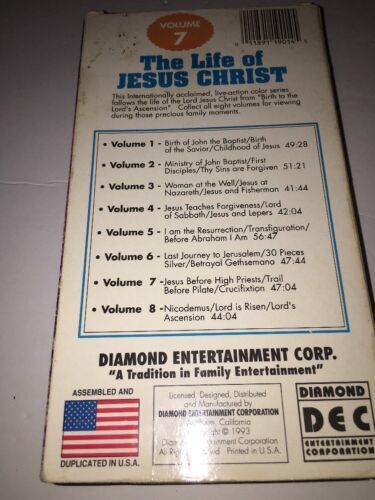 VOLUME
7
The Life of
JESUS CHRIST
This Internationally acclaimed, live-action color series
follows the life of the Lord Jesus Christ from "Birth to the
Lord's Ascension". Collect all eight volumes for viewing
during those precious family moments.
• Volume 1 - Birth of John the Baptist/Birth
of the Savior/Childhood of Jesus 49:28
• Volume 2 - Ministry of John Baptist/First
Disciples/Thy Sins are Forgiven 51:21
• Volume 3 - Woman at the Well/Jesus at
Nazareth/Jesus and Fisherman 41:44
• Volume 4 - Jesus Teaches Forgiveness/Lord
of Sabbath/Jesus and Lepers 42:04
• Volume 5 - I am the Resurrection/Transfiguration/
Before Abraham I Am 56:47
• Volume 6 - Last Journey to Jerusalem/30 Pieces
Silver/Betrayal Gethsemane 47:44
• Volume 7 - Jesus Before High Priests/Trail
Before Pilate/Crucifixtion 47:04
• Volume 8 - Nicodemus/Lord is Risen/Lord's
Ascension 44:04
DIAMOND ENTERTAINMENT CORP.
"A Tradition in Family Entertainment"
ASSEMBLED AND
DUPLICATED IN U.S.A.
Licensed, Designed, Distributed
and Manufactured by
DIAMOND ENTERTAINMENT CORPORATION
Anaheim, California
© 1993
Diamond Entertainment Corporation
All Rights Reserved Printed in U.S.A.
DIAMOND
DEC
ENTERTAINMENT
CORPORATION